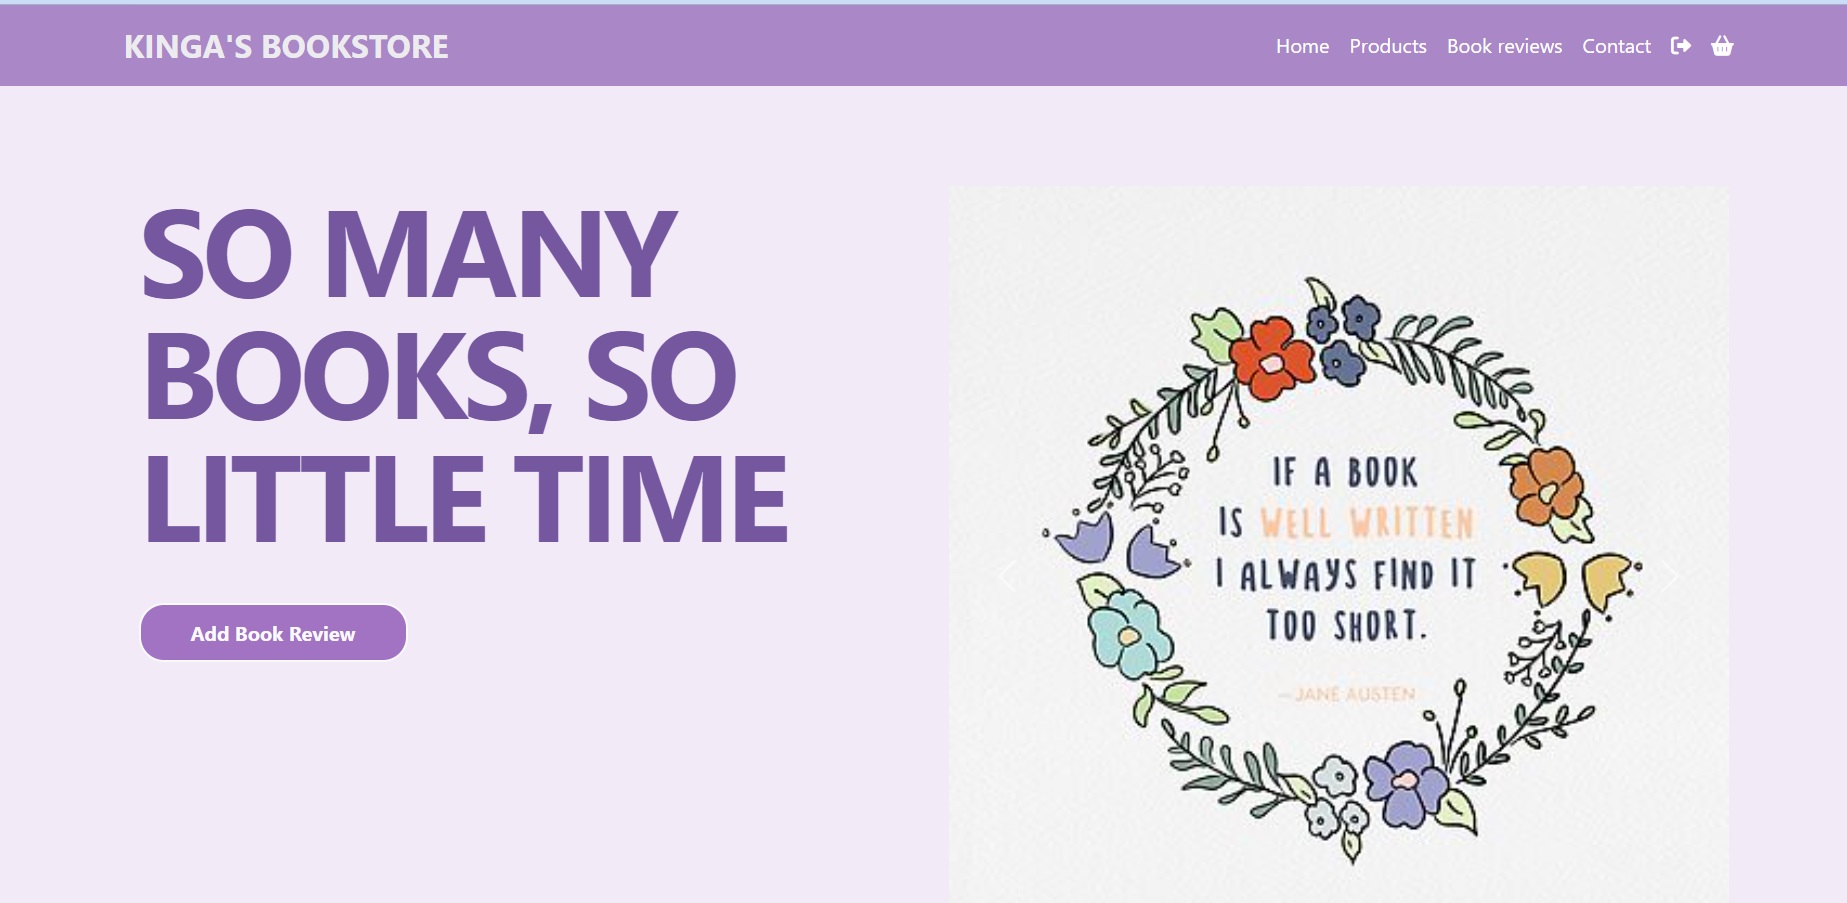 KINGA'S BOOKSTORE
Home Products Book reviews Contact
SO MANY
BOOKS, SO
LITTLE TIME
Add Book Review
IF A BOOK
IS WELL WRITTEN
I ALWAYS FIND IT
TOO SHORT.
– JANE AUSTEN